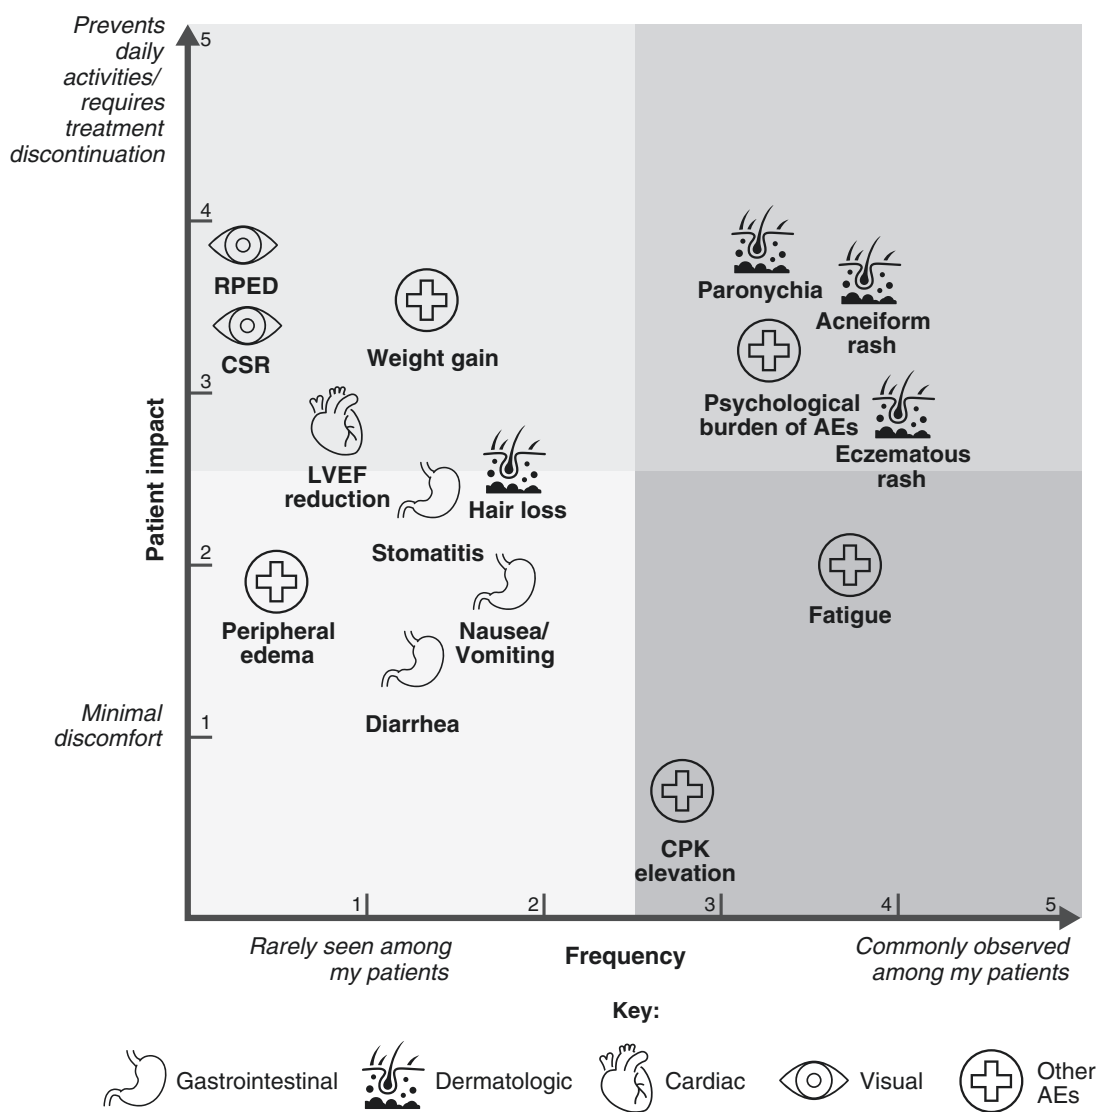 Prevents
daily
activities/
requires
treatment
discontinuation
5
4
RPED
Paronychia
Acneiform
rash
CSR
Weight gain
3
Psychological
burden of AEs
Eczematous
rash
Patient impact
LVEF
reduction
Hair loss
Stomatitis
2
Fatigue
Peripheral
edema
Nausea/
Vomiting
Minimal
discomfort
1
Diarrhea
CPK
elevation
1
2
3
4
5
Rarely seen among
my patients
Frequency
Commonly observed
among my patients
Key:
Gastrointestinal
Dermatologic
Cardiac
Visual
Other
AEs